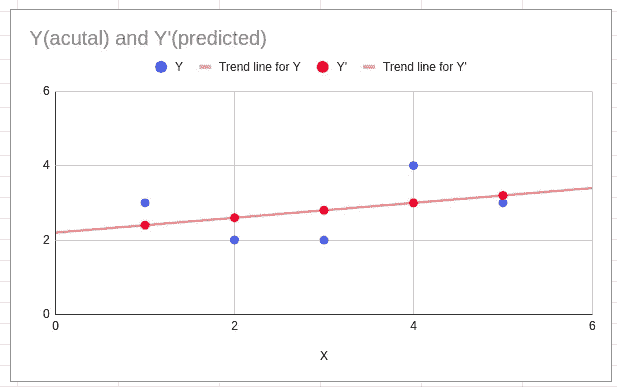 Y(acutal) and Y'(predicted)
Y Trend line for Y Y' Trend line for Y'
6
4
2
0
0 2 4 6
X